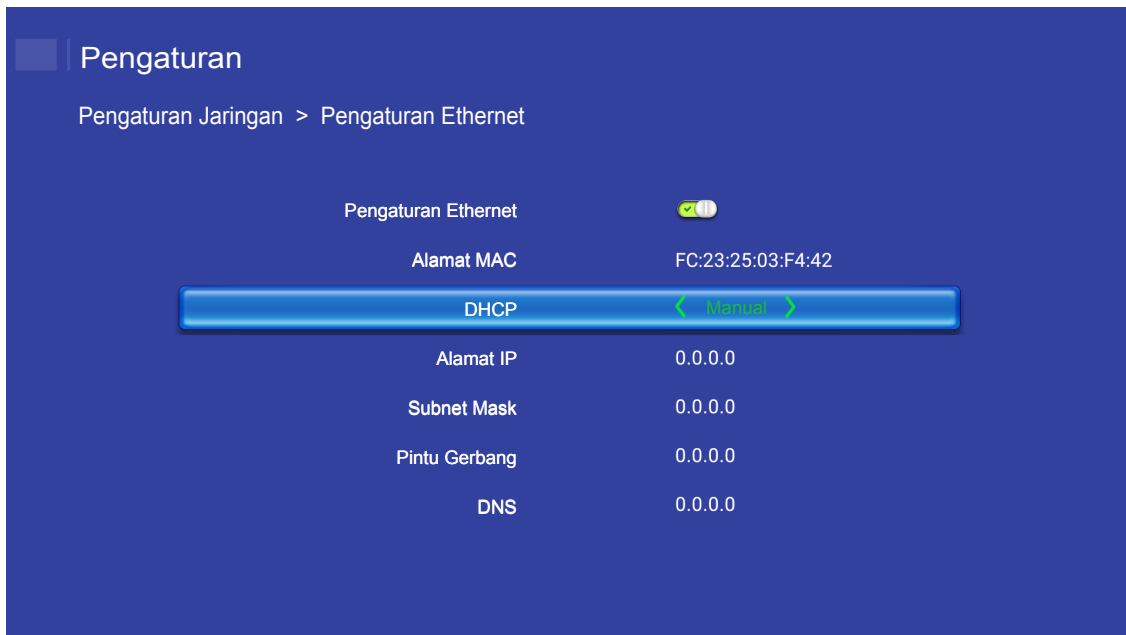 Pengaturan
Pengaturan Jaringan > Pengaturan Ethernet
Pengaturan Ethernet
Alamat MAC FC:23:25:03:F4:42
DHCP Manual
Alamat IP 0.0.0.0
Subnet Mask 0.0.0.0
Pintu Gerbang 0.0.0.0
DNS 0.0.0.0